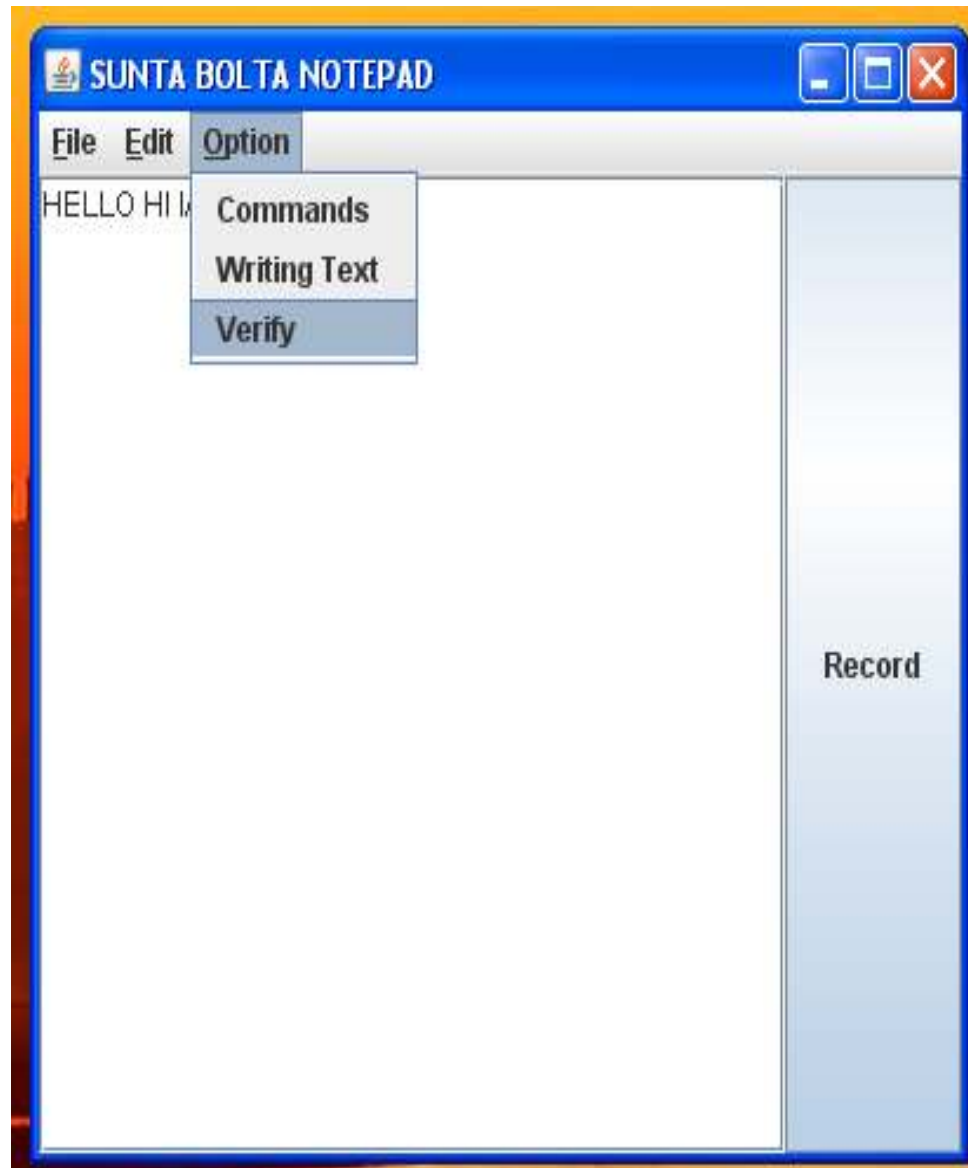 SUNTA BOLTA NOTEPAD
File Edit Option
HELLO HI
Commands
Writing Text
Verify
Record